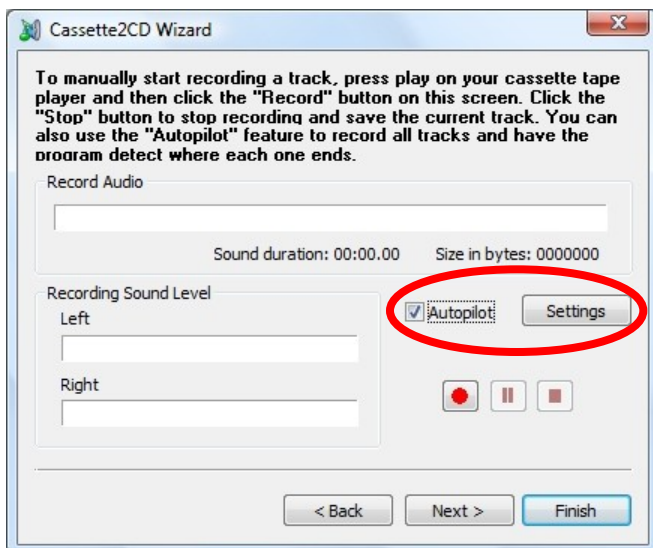 Cassette2CD Wizard
To manually start recording a track, press play on your cassette tape
player and then click the "Record" button on this screen. Click the
"Stop" button to stop recording and save the current track. You can
also use the "Autopilot" feature to record all tracks and have the
program detect where each one ends.
Record Audio
Sound duration: 00:00.00 Size in bytes: 0000000
Recording Sound Level
Left
Autopilot Settings
Right
< Back Next > Finish